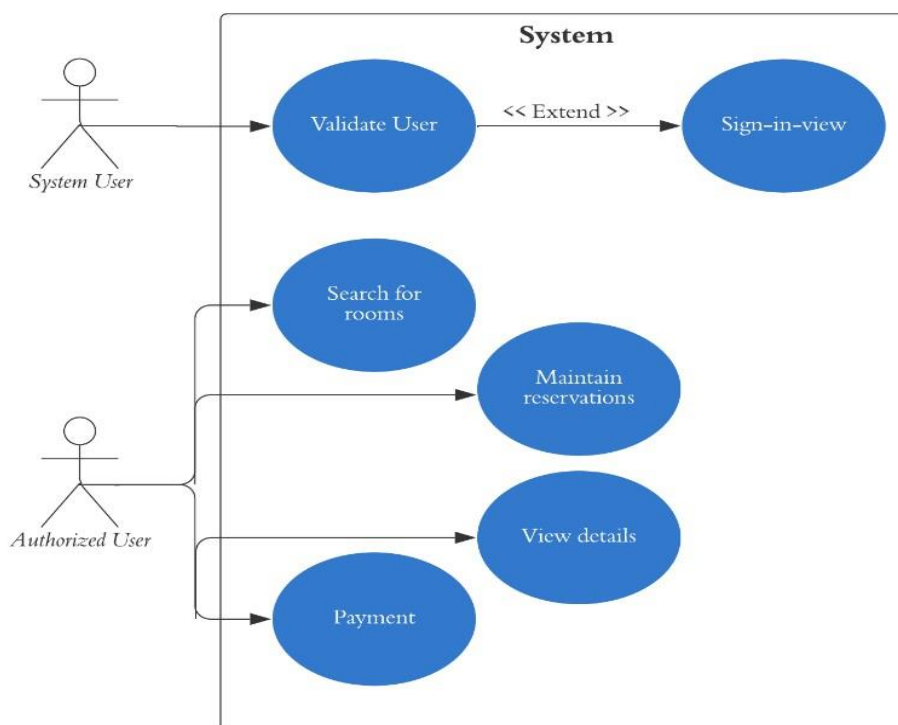 System
Validate User
<< Extend >>
Sign-in-view
System User
Search for
rooms
Maintain
reservations
Authorized User
View details
Payment